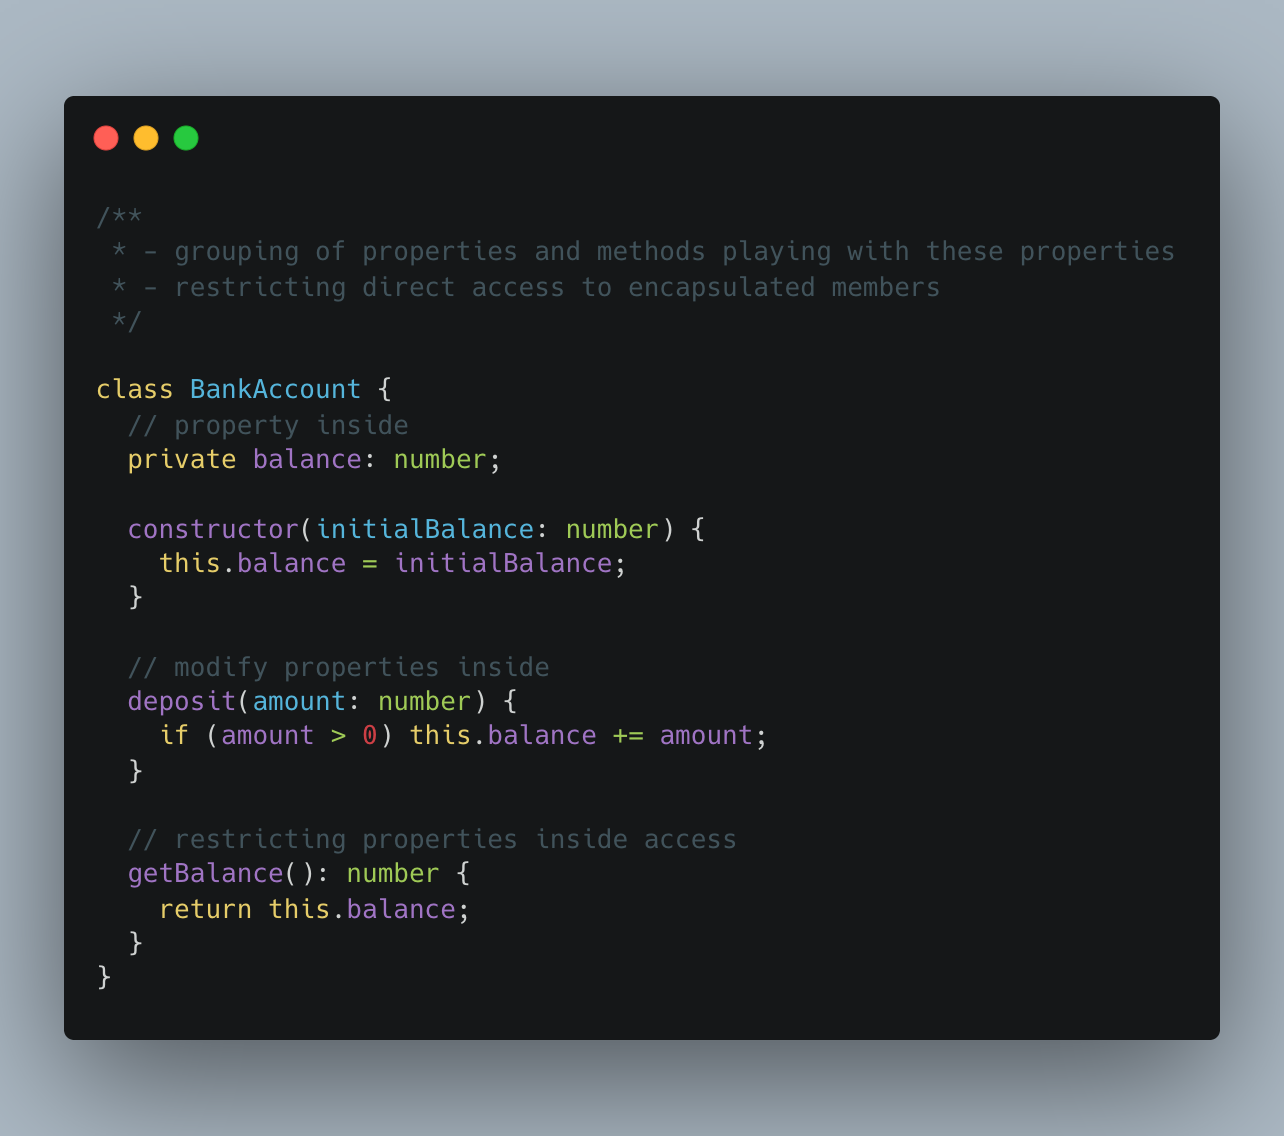 /**
 * - grouping of properties and methods playing with these properties
 * - restricting direct access to encapsulated members
 */

class BankAccount {
  // property inside
  private balance: number;

  constructor(initialBalance: number) {
    this.balance = initialBalance;
  }

  // modify properties inside
  deposit(amount: number) {
    if (amount > 0) this.balance += amount;
  }

  // restricting properties inside access
  getBalance(): number {
    return this.balance;
  }
}